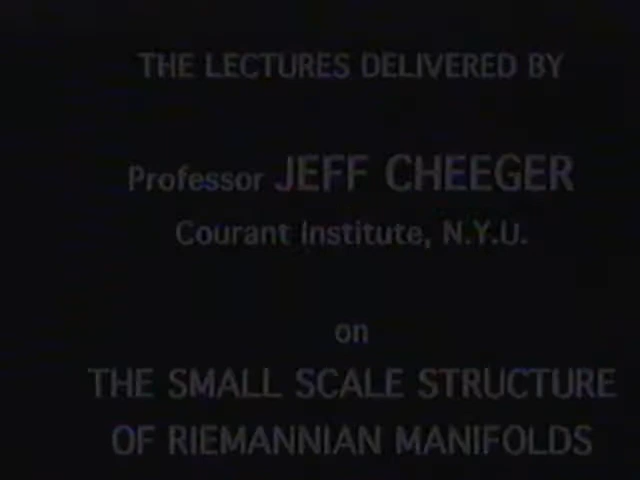 THE LECTURES DELIVERED BY
Professor JEFF CHEEGER
Courant Institute, N.Y.U.
on
THE SMALL SCALE STRUCTURE
OF RIEMANNIAN MANIFOLDS